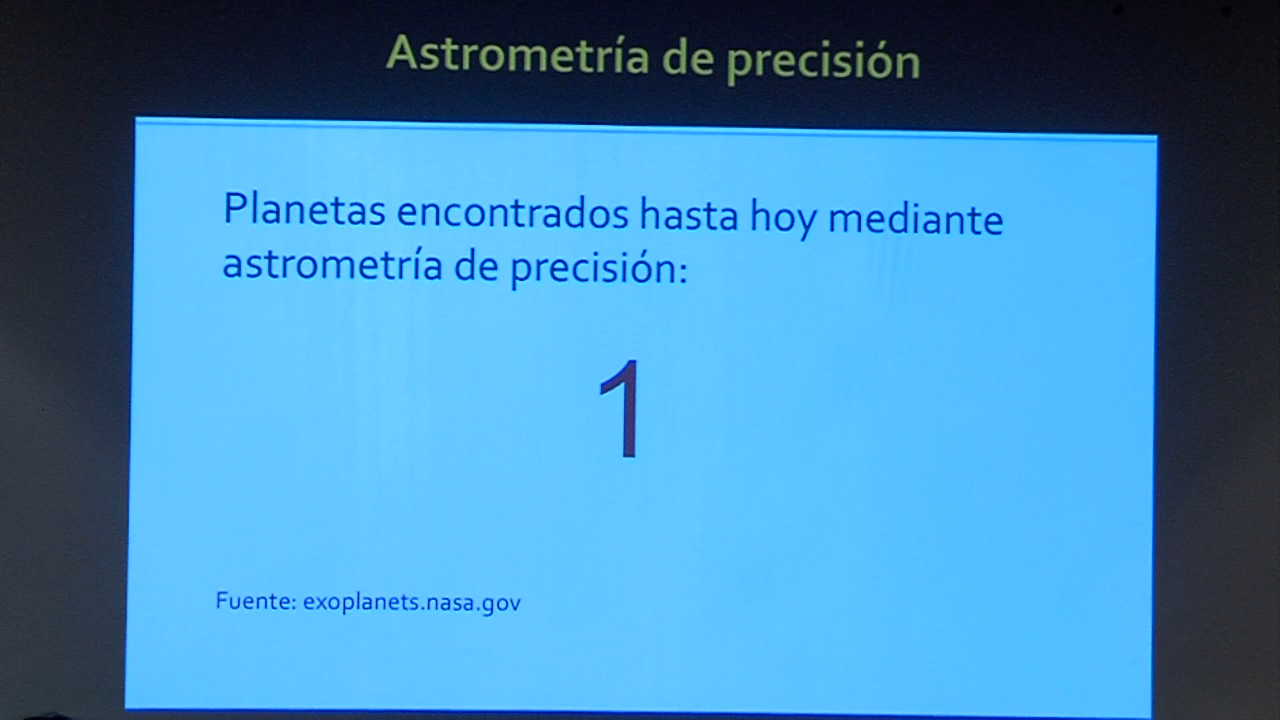 Astrometría de precisión
Planetas encontrados hasta hoy mediante
astrometría de precisión:
1
Fuente: exoplanets.nasa.gov